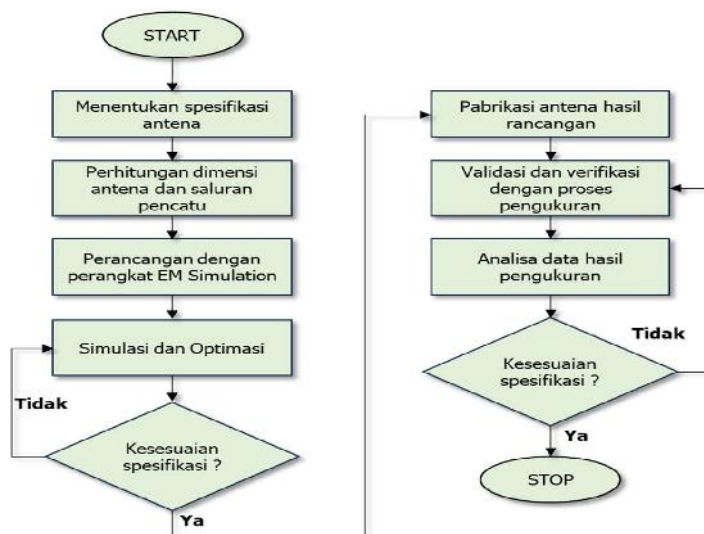 START
Menentukan spesifikasi
antena
Perhitungan dimensi
antena dan saluran
pencatu
Perancangan dengan
perangkat EM Simulation
Simulasi dan Optimasi
Tidak
Kesesuaian
spesifikasi ?
Ya
Pabrikasi antena hasil
rancangan
Validasi dan verifikasi
dengan proses
pengukuran
Analisa data hasil
pengukuran
Tidak
Kesesuaian
spesifikasi ?
Ya
STOP